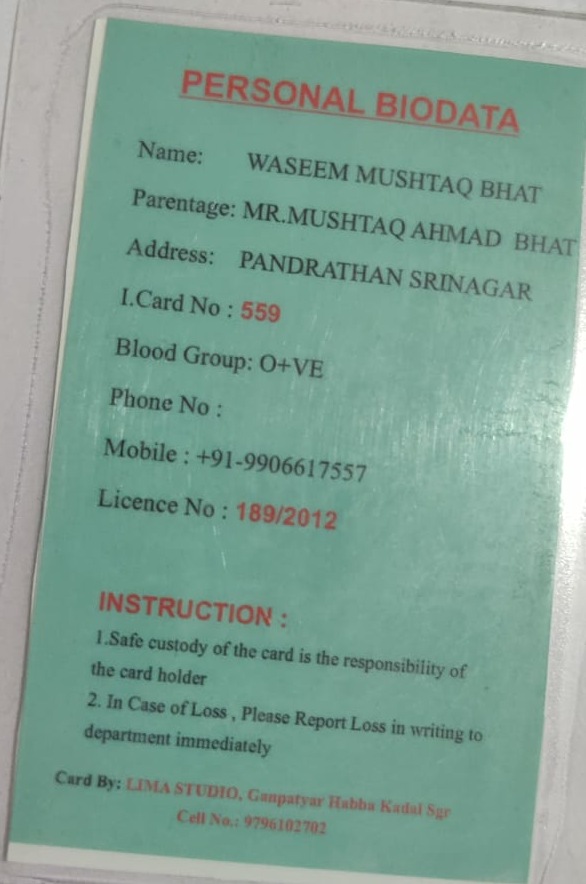 PERSONAL BIODATA
Name: WASEEM MUSHTAQ BHAT
Parentage: MR.MUSHTAQ AHMAD BHAT
Address: PANDRATHAN SRINAGAR
I.Card No : 559
Blood Group: O+VE
Phone No :
Mobile : +91-9906617557
Licence No : 189/2012
INSTRUCTION :
1.Safe custody of the card is the responsibility of
the card holder
2. In Case of Loss , Please Report Loss in writing to
department immediately
Card By: LIMA STUDIO, Ganpatyar Habba Kadal Sgr
Cell No.: 9796102702